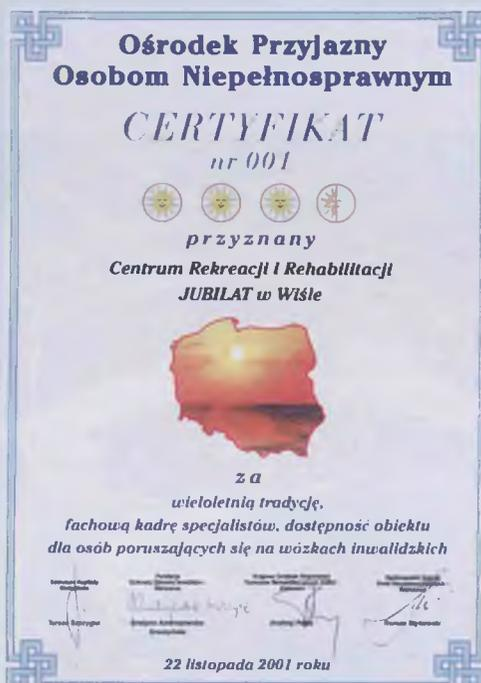 Ośrodek Przyjazny
Osobom Niepełnosprawnym
CERTYFIKAT
nr 001
przyznany
Centrum Rekreacji i Rehabilitacji
JUBILAT w Wiśle
za
wieloletnią tradycję,
fachową kadrę specjalistów, dostępność obiektu
dla osób poruszających się na wózkach inwalidzkich
22 listopada 2001 roku